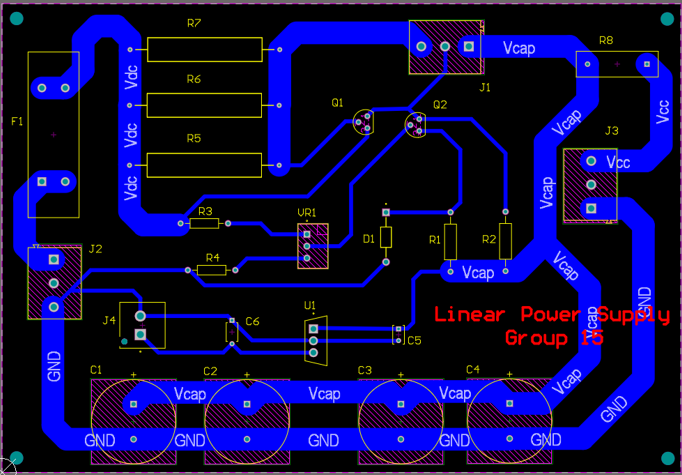 R7
Vcap
R8
J1
Vdc
R6
Q1
Q2
Vcc
F1
Vcap
J3
Vdc
R5
Vcc
Vdc
Vcap
R3
VR1
J2
D1
R1
R2
R4
Vcap
Vcap
GND
U1
Linear Power Supply
J4
C6
Vcap
Group 15
C5
GND
C1
C2
C3
C4
Vcap
Vcap
Vcap
Vcap
GND
GND
GND
GND
GND
GND